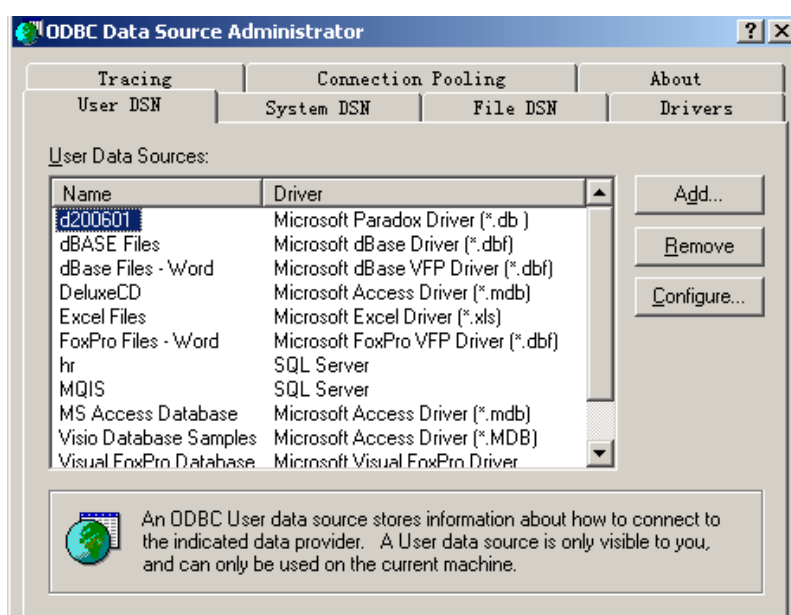 ODBC Data Source Administrator
Tracing Connection Pooling About
User DSN System DSN File DSN Drivers
User Data Sources:
Name Driver
d200601 Microsoft Paradox Driver (*.db )
dBASE Files Microsoft dBase Driver (*.dbf)
dBase Files - Word Microsoft dBase VFP Driver (*.dbf)
DeluxeCD Microsoft Access Driver (*.mdb)
Excel Files Microsoft Excel Driver (*.xls)
FoxPro Files - Word Microsoft FoxPro VFP Driver (*.dbf)
hr SQL Server
MQIS SQL Server
MS Access Database Microsoft Access Driver (*.mdb)
Visio Database Samples Microsoft Access Driver (*.MDB)
Visual FoxPro Database Microsoft Visual FoxPro Driver
Add...
Remove
Configure...
An ODBC User data source stores information about how to connect to
the indicated data provider. A User data source is only visible to you,
and can only be used on the current machine.